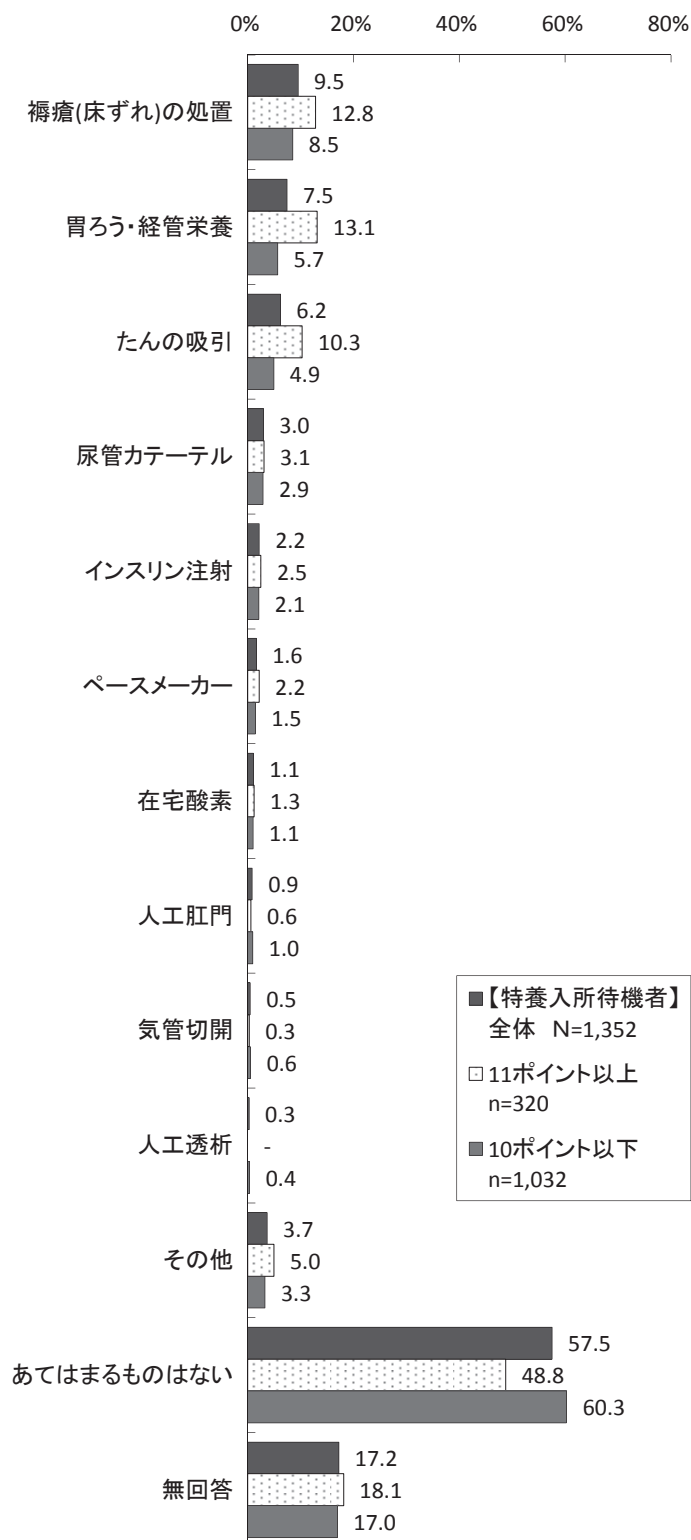 0% 20% 40% 60% 80%
褥瘡(床ずれ)の処置
9.5
12.8
8.5
胃ろう・経管栄養
7.5
13.1
5.7
たんの吸引
6.2
10.3
4.9
尿管カテーテル
3.0
3.1
2.9
インスリン注射
2.2
2.5
2.1
ペースメーカー
1.6
2.2
1.5
在宅酸素
1.1
1.3
1.1
人工肛門
0.9
0.6
1.0
気管切開
0.5
0.3
0.6
人工透析
0.3
-
0.4
その他
3.7
5.0
3.3
あてはまるものはない
57.5
48.8
60.3
無回答
17.2
18.1
17.0
【特養入所待機者】
全体 N=1,352
11ポイント以上
n=320
10ポイント以下
n=1,032